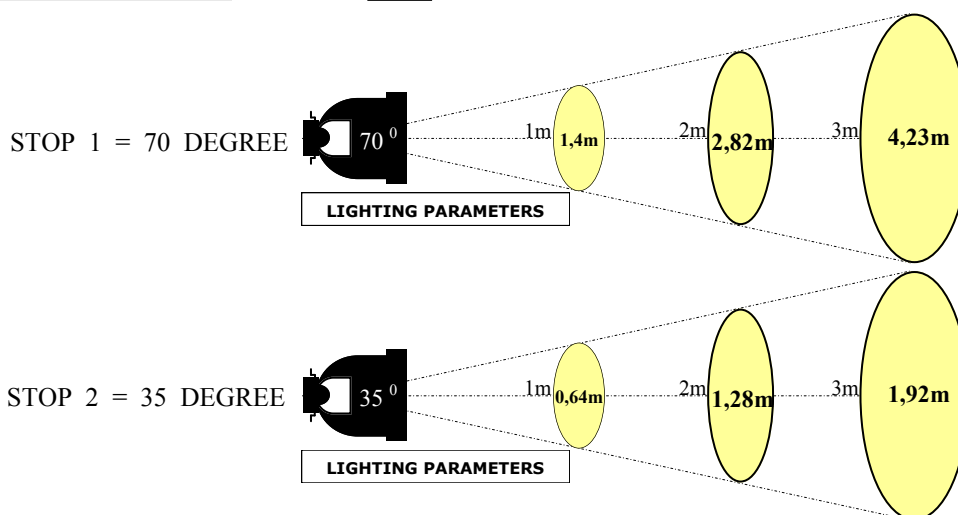 STOP 1 = 70 DEGREE 70 0 1m 1,4m 2m 2,82m 3m 4,23m
LIGHTING PARAMETERS
STOP 2 = 35 DEGREE 35 0 1m 0,64m 2m 1,28m 3m 1,92m
LIGHTING PARAMETERS